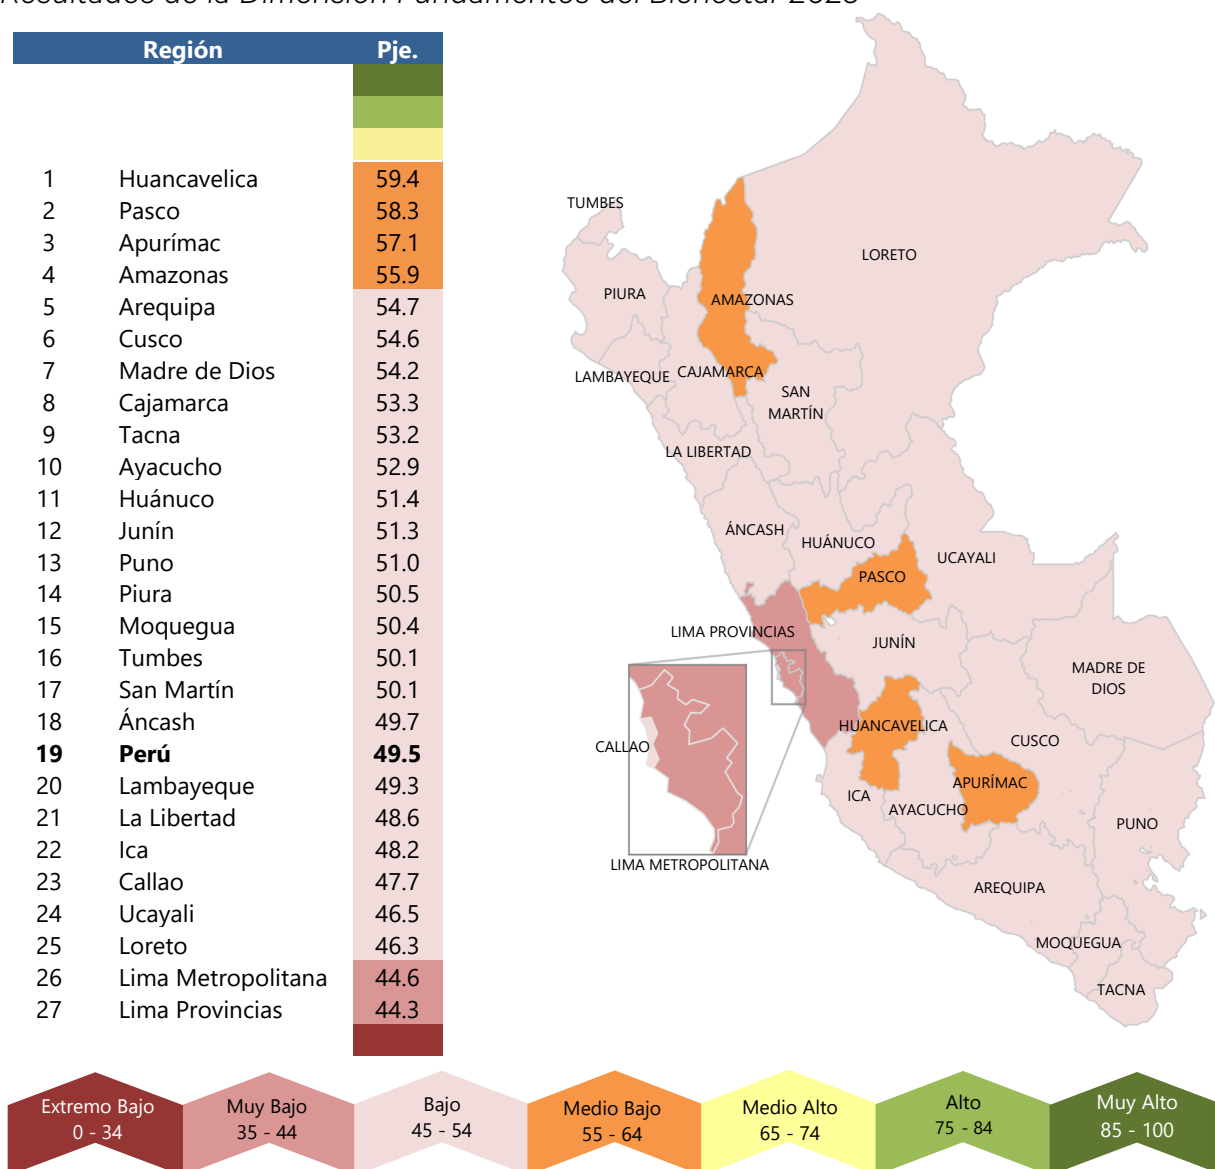 Resultados de la Dimensión Fundamentos del Bienestar 2023
Región Pje.
1 Huancavelica 59.4
2 Pasco 58.3
3 Apurímac 57.1
4 Amazonas 55.9
5 Arequipa 54.7
6 Cusco 54.6
7 Madre de Dios 54.2
8 Cajamarca 53.3
9 Tacna 53.2
10 Ayacucho 52.9
11 Huánuco 51.4
12 Junín 51.3
13 Puno 51.0
14 Piura 50.5
15 Moquegua 50.4
16 Tumbes 50.1
17 San Martín 50.1
18 Áncash 49.7
19 Perú 49.5
20 Lambayeque 49.3
21 La Libertad 48.6
22 Ica 48.2
23 Callao 47.7
24 Ucayali 46.5
25 Loreto 46.3
26 Lima Metropolitana 44.6
27 Lima Provincias 44.3
TUMBES
LORETO
PIURA
AMAZONAS
LAMBAYEQUE
CAJAMARCA
SAN
MARTÍN
LA LIBERTAD
ÁNCASH
HUÁNUCO
UCAYALI
PASCO
LIMA PROVINCIAS
JUNÍN
MADRE DE
DIOS
HUANCAVELICA
CUSCO
CALLAO
APURÍMAC
ICA
AYACUCHO
PUNO
LIMA METROPOLITANA
AREQUIPA
MOQUEGUA
TACNA
Extremo Bajo
0 - 34
Muy Bajo
35 - 44
Bajo
45 - 54
Medio Bajo
55 - 64
Medio Alto
65 - 74
Alto
75 - 84
Muy Alto
85 - 100